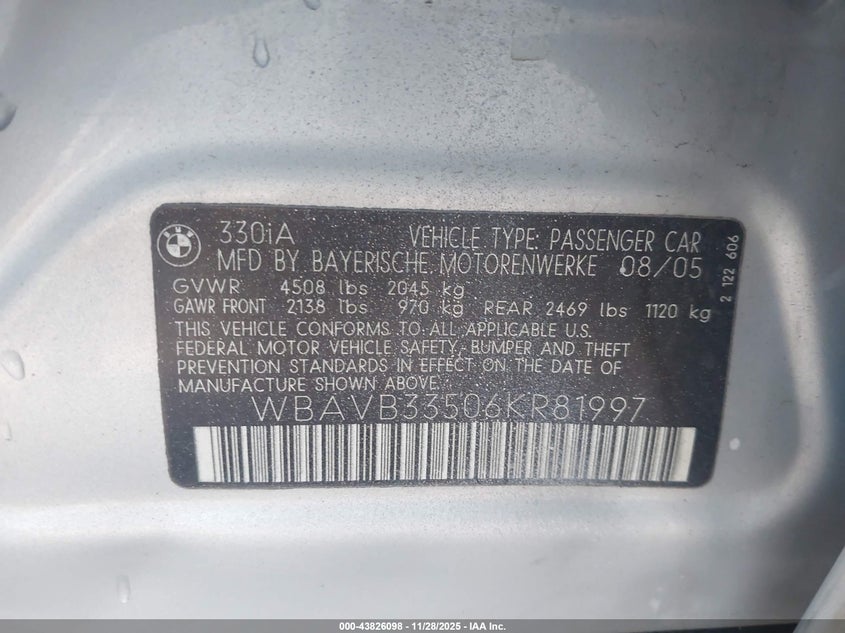 BMW
330iA VEHICLE TYPE: PASSENGER CAR
MFD BY BAYERISCHE MOTORENWERKE 08/05
GVWR 4508 lbs 2045 kg
GAWR FRONT 2138 lbs 970 kg REAR 2469 lbs 1120 kg
THIS VEHICLE CONFORMS TO ALL APPLICABLE U.S.
FEDERAL MOTOR VEHICLE SAFETY, BUMPER AND THEFT
PREVENTION STANDARDS IN EFFECT ON THE DATE OF
MANUFACTURE SHOWN ABOVE.
WBAVB33506KR81997
2 122 606
000-43826098 - 11/28/2025 - IAA Inc.